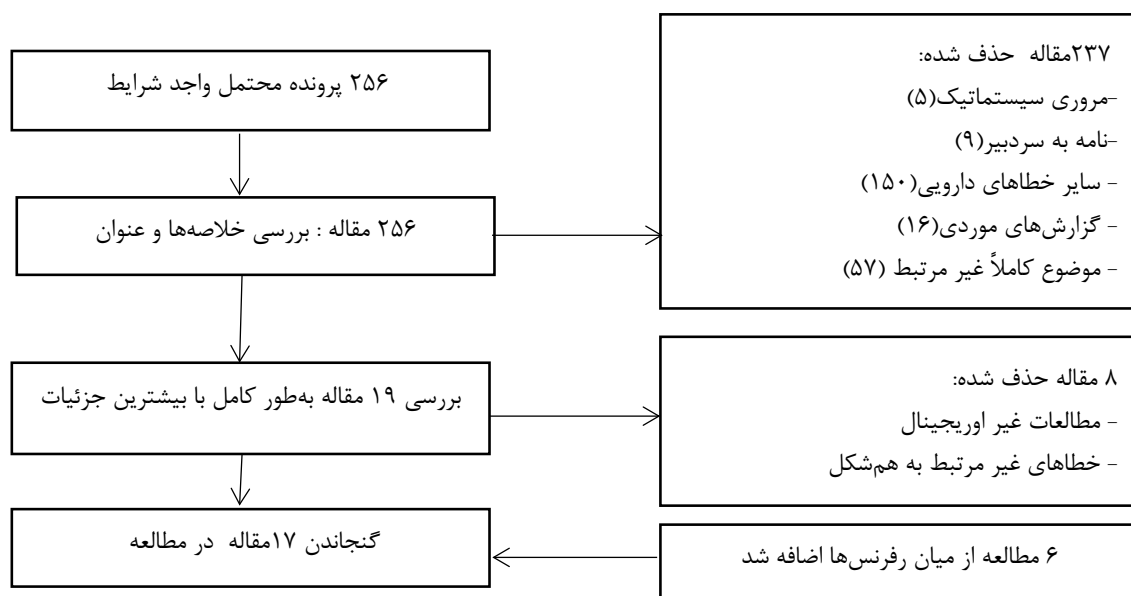 ۲۵۶ پرونده محتمل واجد شرایط
۲۳۷مقاله حذف شده:
-مروری سیستماتیک(۵)
-نامه به سردبیر(۹)
- سایر خطاهای دارویی(۱۵۰)
- گزارش‌های موردی(۱۶)
- موضوع کاملاً غیر مرتبط (۵۷)
۲۵۶ مقاله : بررسی خلاصه‌ها و عنوان
بررسی ۱۹ مقاله به‌طور کامل با بیشترین جزئیات
۸ مقاله حذف شده:
- مطالعات غیر اوریجینال
- خطاهای غیر مرتبط به هم‌شکل
گنجاندن ۱۷مقاله در مطالعه
۶ مطالعه از میان رفرنس‌ها اضافه شد